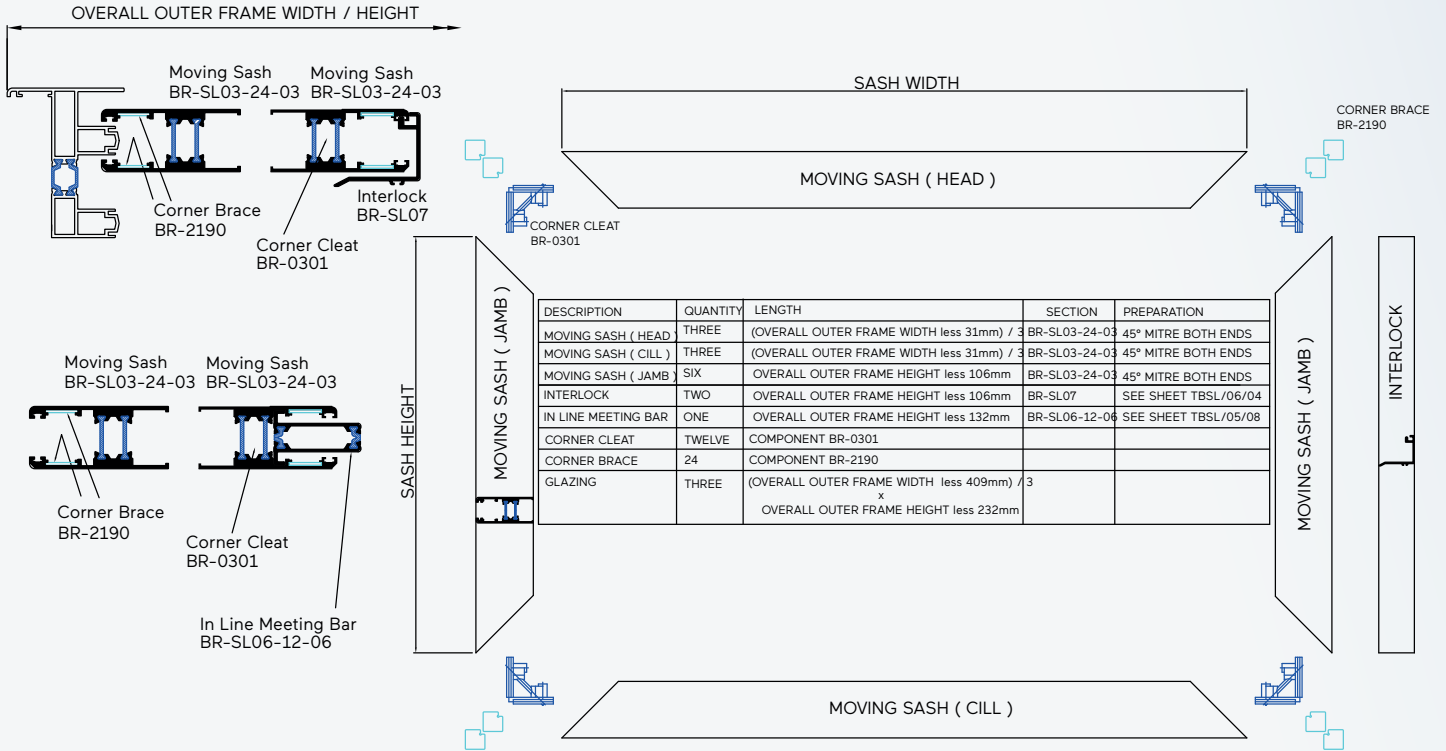 OVERALL OUTER FRAME WIDTH / HEIGHT
Moving Sash
BR-SL03-24-03
Moving Sash
BR-SL03-24-03
Corner Brace
BR-2190
Corner Cleat
BR-0301
Interlock
BR-SL07
SASH WIDTH
CORNER BRACE
BR-2190
MOVING SASH ( HEAD )
CORNER CLEAT
BR-0301
SASH HEIGHT
MOVING SASH ( JAMB )
DESCRIPTION QUANTITY LENGTH SECTION PREPARATION
MOVING SASH ( HEAD ) THREE (OVERALL OUTER FRAME WIDTH less 31mm) / 3 BR-SL03-24-03 45° MITRE BOTH ENDS
MOVING SASH ( CILL ) THREE (OVERALL OUTER FRAME WIDTH less 31mm) / 3 BR-SL03-24-03 45° MITRE BOTH ENDS
MOVING SASH ( JAMB ) SIX OVERALL OUTER FRAME HEIGHT less 106mm BR-SL03-24-03 45° MITRE BOTH ENDS
INTERLOCK TWO OVERALL OUTER FRAME HEIGHT less 106mm BR-SL07 SEE SHEET TBSL/06/04
IN LINE MEETING BAR ONE OVERALL OUTER FRAME HEIGHT less 132mm BR-SL06-12-06 SEE SHEET TBSL/05/08
CORNER CLEAT TWELVE COMPONENT BR-0301
CORNER BRACE 24 COMPONENT BR-2190
GLAZING THREE (OVERALL OUTER FRAME WIDTH less 409mm) / 3
x
OVERALL OUTER FRAME HEIGHT less 232mm
MOVING SASH ( JAMB )
INTERLOCK
Moving Sash
BR-SL03-24-03
Moving Sash
BR-SL03-24-03
Corner Brace
BR-2190
Corner Cleat
BR-0301
In Line Meeting Bar
BR-SL06-12-06
MOVING SASH ( CILL )